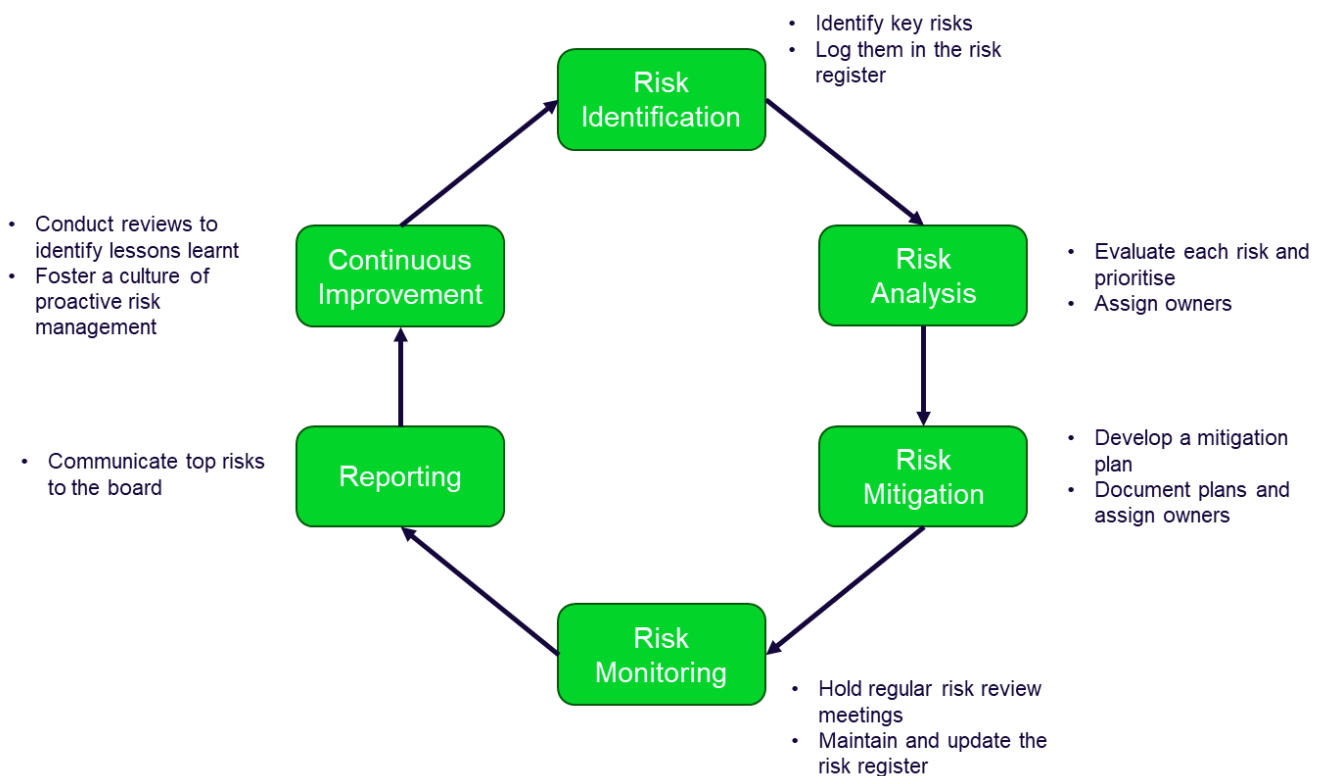 Risk
Identification
• Identify key risks
• Log them in the risk
register
Risk
Analysis
• Evaluate each risk and
prioritise
• Assign owners
Risk
Mitigation
• Develop a mitigation
plan
• Document plans and
assign owners
Risk
Monitoring
• Hold regular risk review
meetings
• Maintain and update the
risk register
Reporting
• Communicate top risks
to the board
Continuous
Improvement
• Conduct reviews to
identify lessons learnt
• Foster a culture of
proactive risk
management